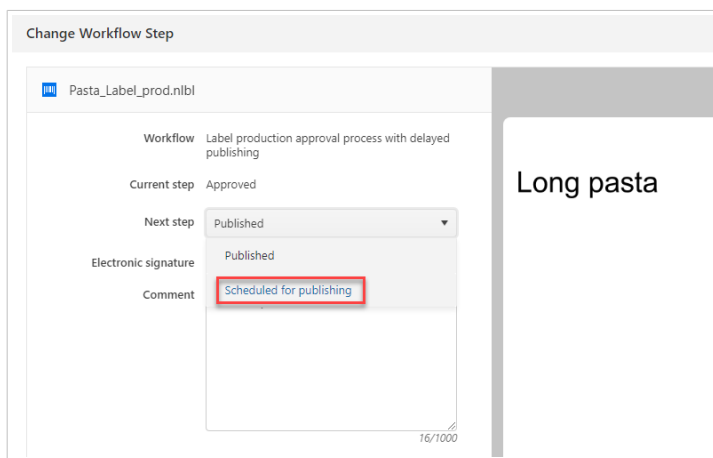 Change Workflow Step
Pasta_Label_prod.nlbl
Workflow Label production approval process with delayed
publishing
Current step Approved
Next step Published
Published
Electronic signature
Scheduled for publishing
Comment
16/1000
Long pasta